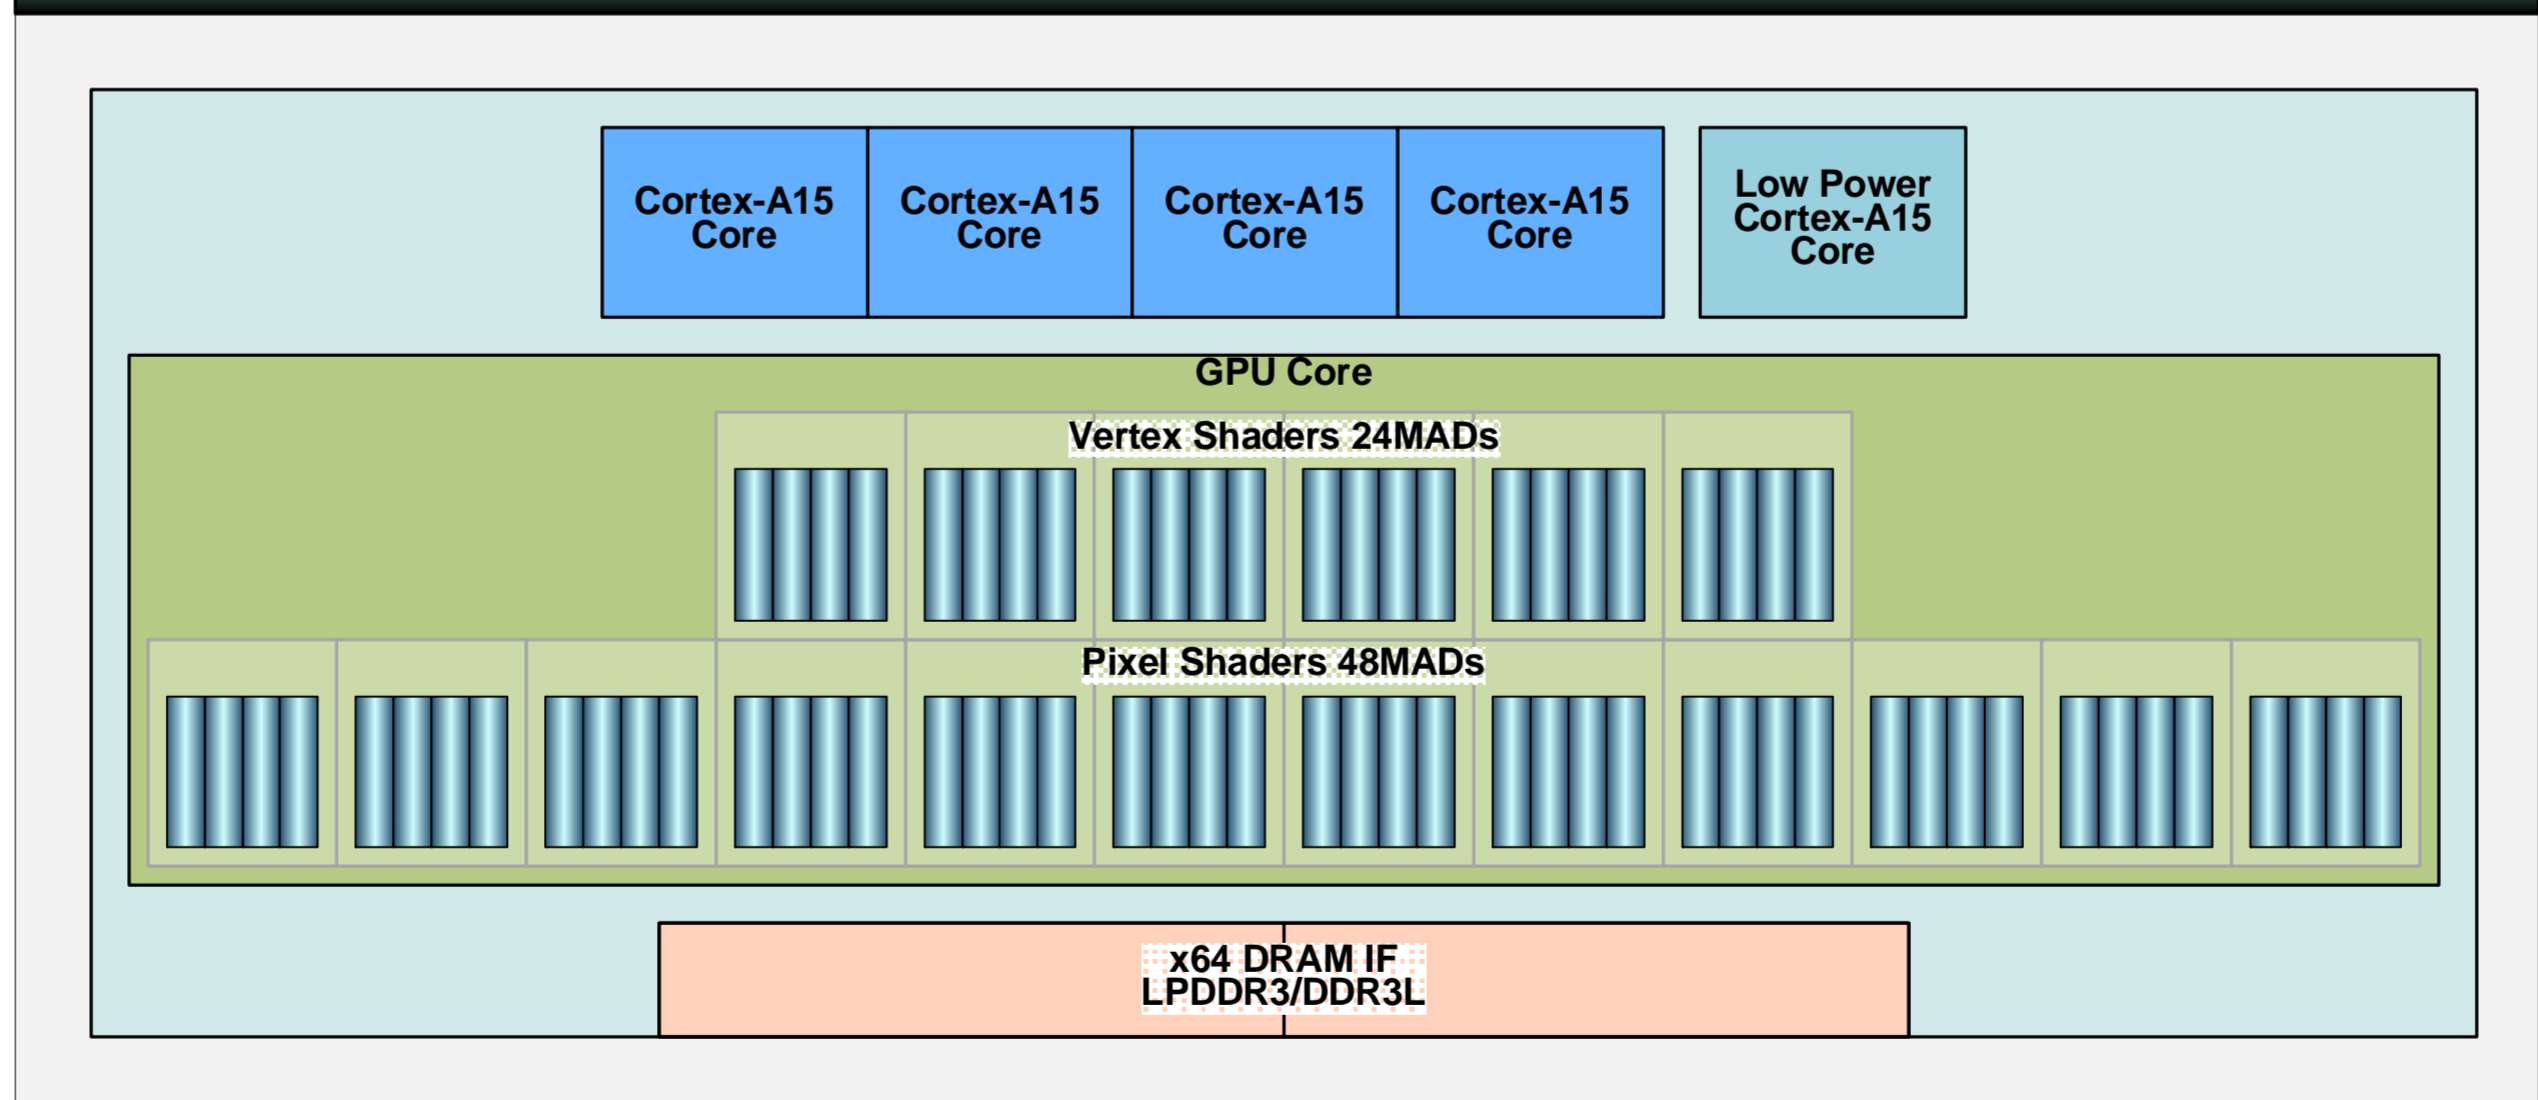 Cortex-A15
Core
Cortex-A15
Core
Cortex-A15
Core
Cortex-A15
Core
Low Power
Cortex-A15
Core
GPU Core
Vertex Shaders 24MADs
Pixel Shaders 48MADs
x64 DRAM IF
LPDDR3/DDR3L